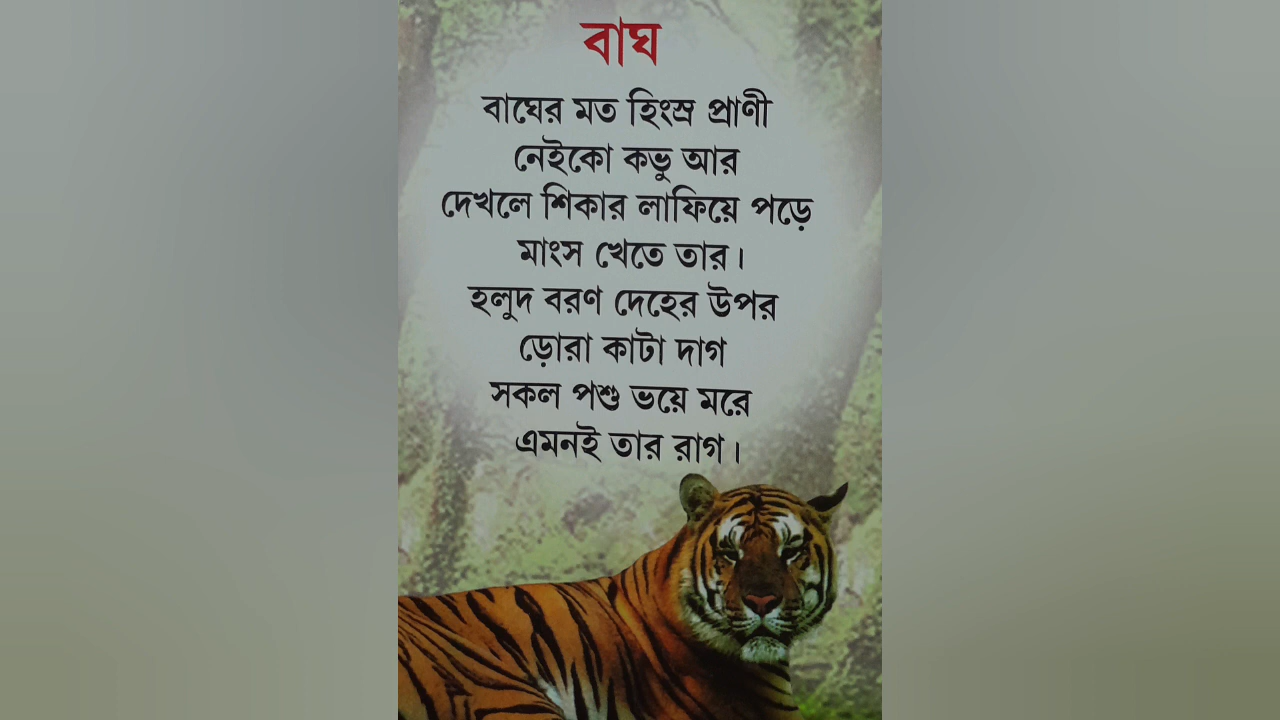 বাঘ
বাঘের মত হিংস্র প্রাণী
নেইকো কভু আর
দেখলে শিকার লাফিয়ে পড়ে
মাংস খেতে তার।
হলুদ বরণ দেহের উপর
ড়োরা কাটা দাগ
সকল পশু ভয়ে মরে
এমনই তার রাগ।